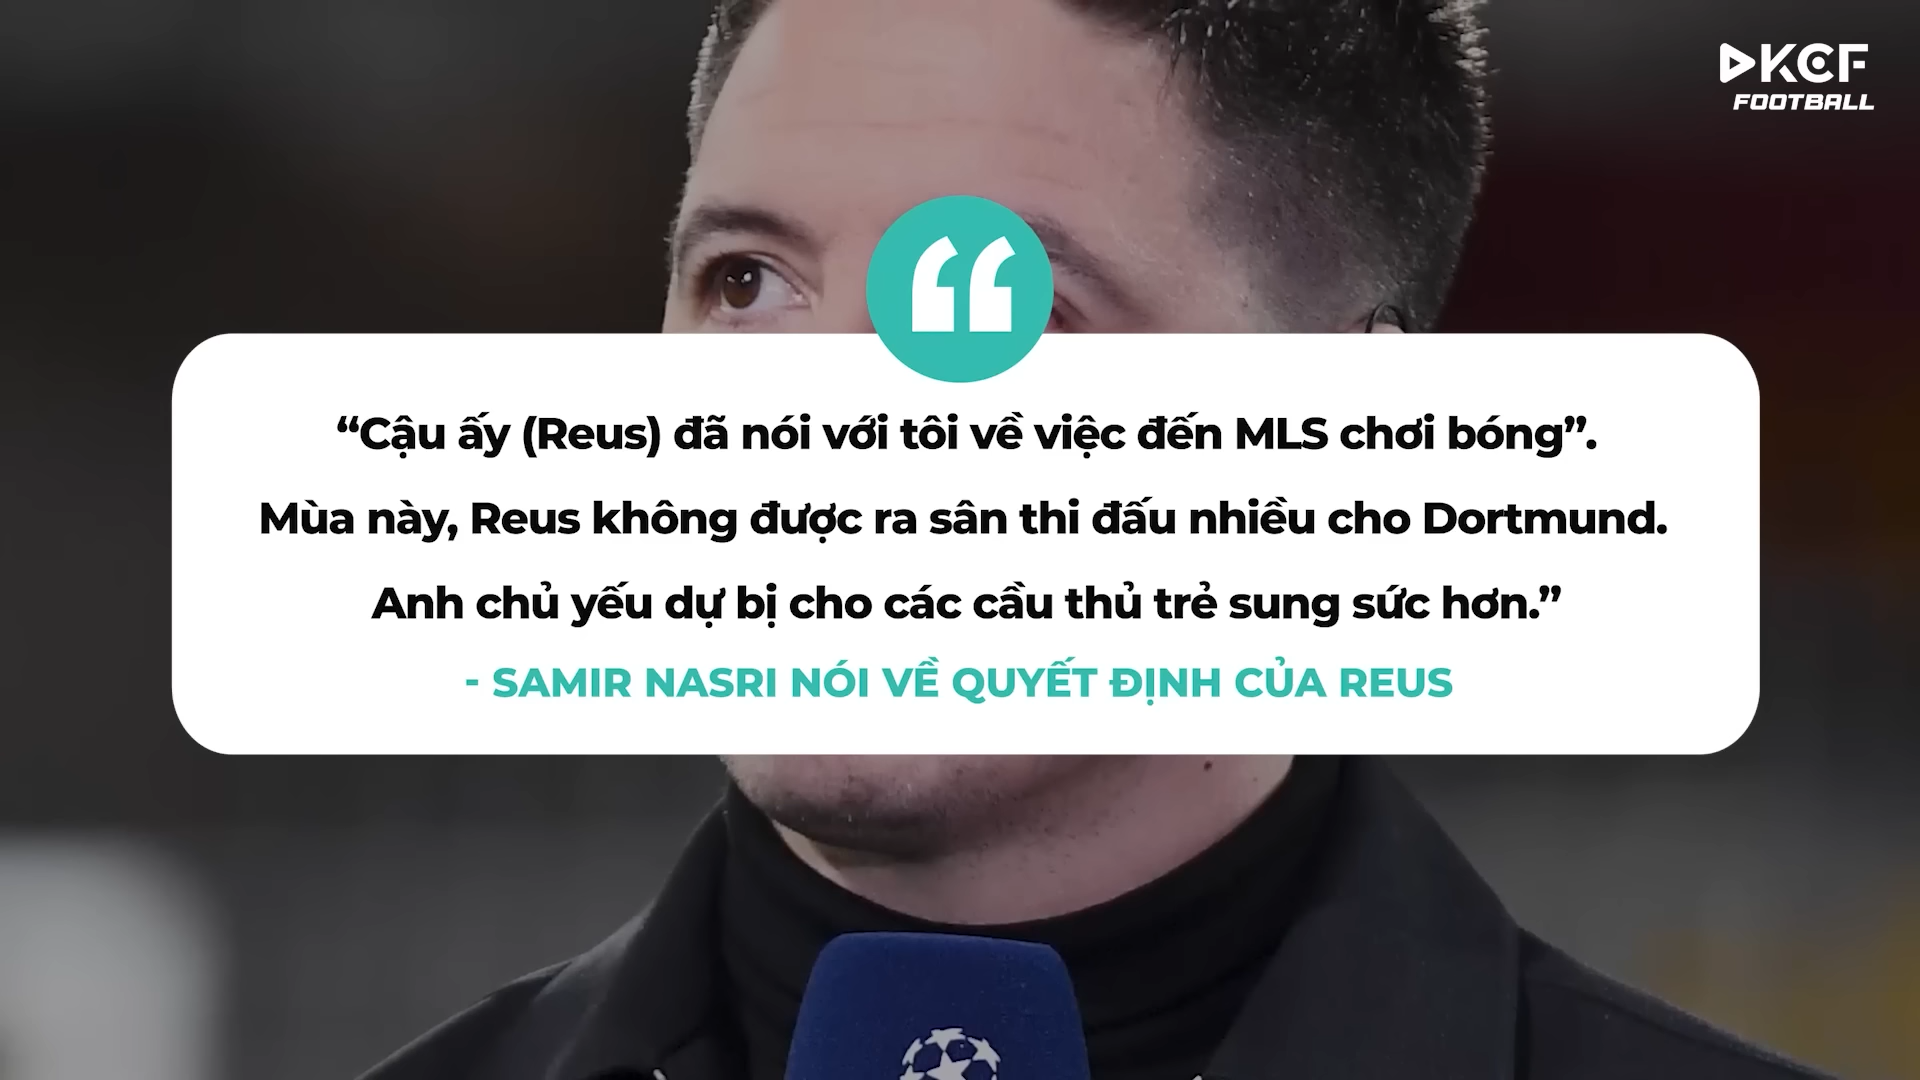 KCF
FOOTBALL
“Cậu ấy (Reus) đã nói với tôi về việc đến MLS chơi bóng”.
Mùa này, Reus không được ra sân thi đấu nhiều cho Dortmund.
Anh chủ yếu dự bị cho các cầu thủ trẻ sung sức hơn.”
- SAMIR NASRI NÓI VỀ QUYẾT ĐỊNH CỦA REUS